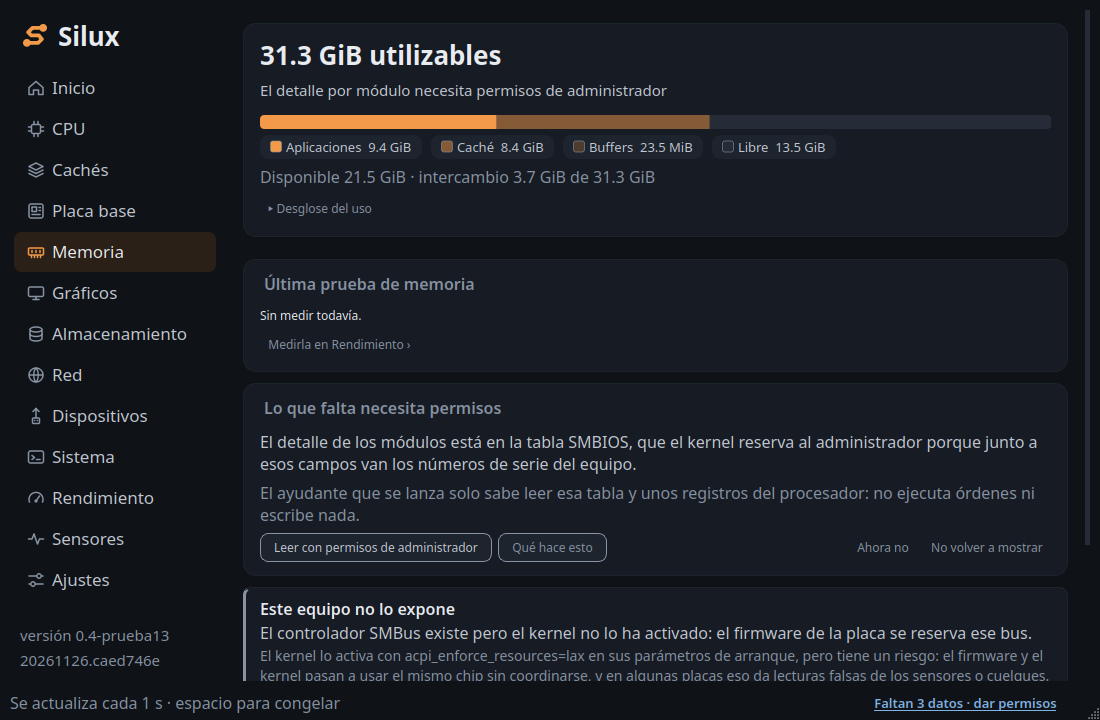 Silux
Inicio
CPU
Cachés
Placa base
Memoria
Gráficos
Almacenamiento
Red
Dispositivos
Sistema
Rendimiento
Sensores
Ajustes
versión 0.4-prueba13
20261126.caed746e
31.3 GiB utilizables
El detalle por módulo necesita permisos de administrador
Aplicaciones 9.4 GiB
Caché 8.4 GiB
Buffers 23.5 MiB
Libre 13.5 GiB
Disponible 21.5 GiB · intercambio 3.7 GiB de 31.3 GiB
▸ Desglose del uso
Última prueba de memoria
Sin medir todavía.
Medirla en Rendimiento ›
Lo que falta necesita permisos
El detalle de los módulos está en la tabla SMBIOS, que el kernel reserva al administrador porque junto a
esos campos van los números de serie del equipo.
El ayudante que se lanza solo sabe leer esa tabla y unos registros del procesador: no ejecuta órdenes ni
escribe nada.
Leer con permisos de administrador
Qué hace esto
Ahora no
No volver a mostrar
Este equipo no lo expone
El controlador SMBus existe pero el kernel no lo ha activado: el firmware de la placa se reserva ese bus.
El kernel lo activa con acpi_enforce_resources=lax en sus parámetros de arranque, pero tiene un riesgo: el firmware y el
kernel pasan a usar el mismo chip sin coordinarse, y en algunas placas eso da lecturas falsas de los sensores o cuelgues.
Se actualiza cada 1 s · espacio para congelar
Faltan 3 datos · dar permisos